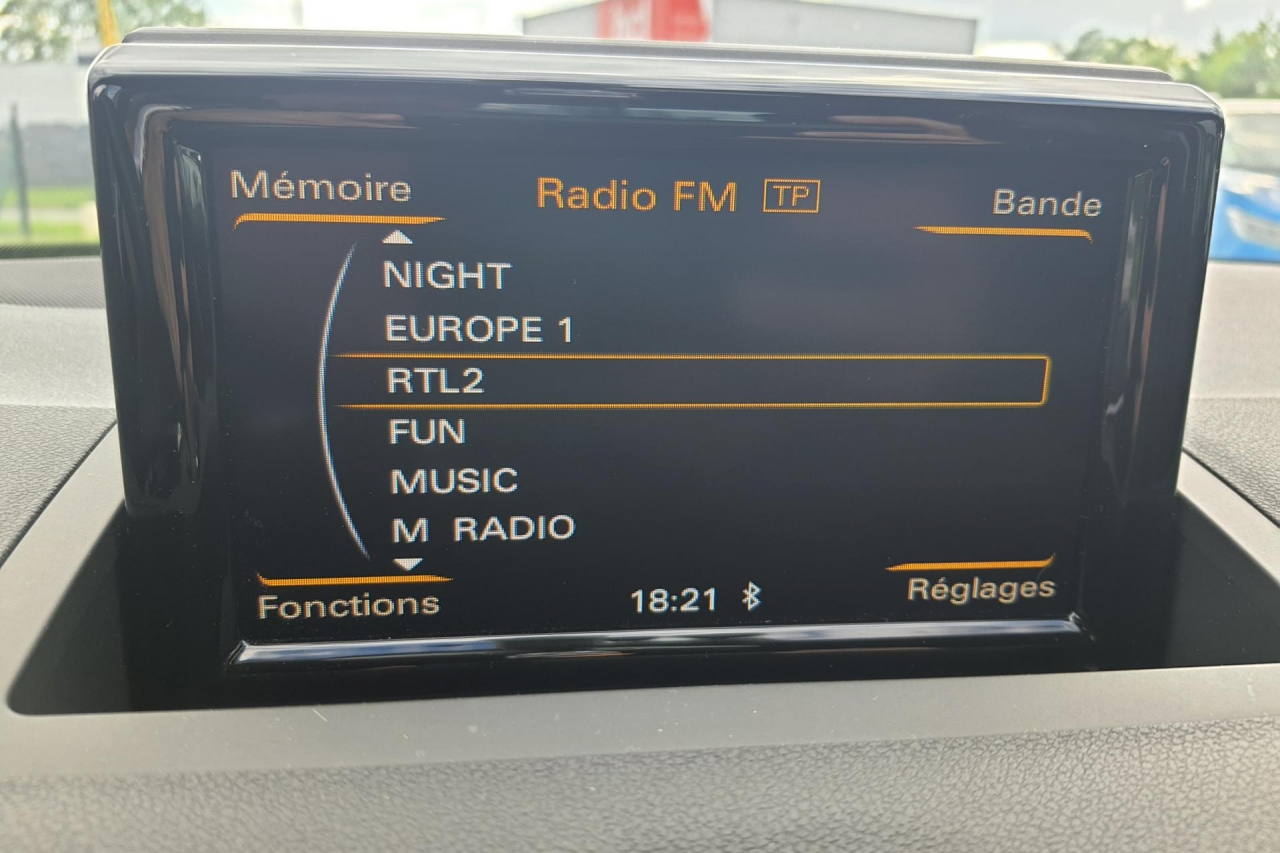 Mémoire
Radio FM TP
Bande
NIGHT
EUROPE 1
RTL2
FUN
MUSIC
M RADIO
Fonctions
18:21
Réglages